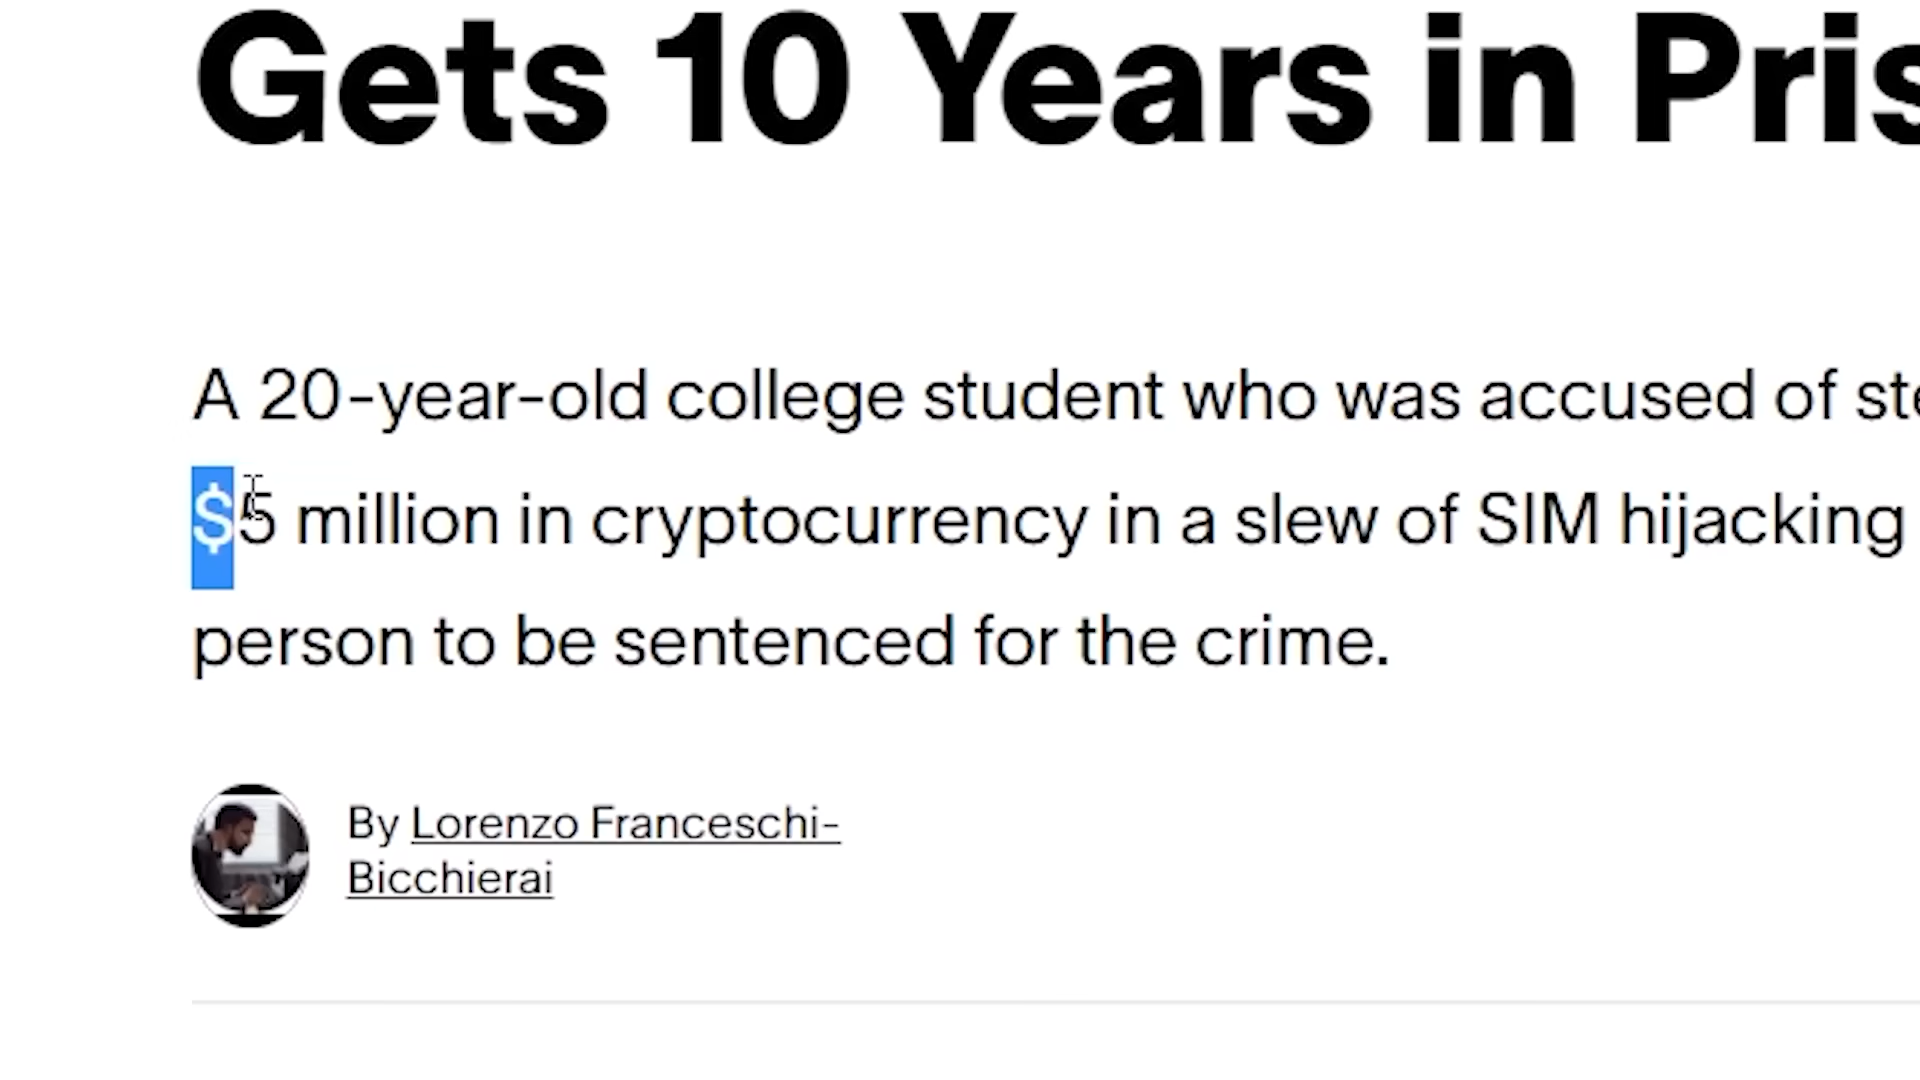 Gets 10 Years in Pris
A 20-year-old college student who was accused of ste
$5 million in cryptocurrency in a slew of SIM hijacking
person to be sentenced for the crime.
By Lorenzo Franceschi-
Bicchierai